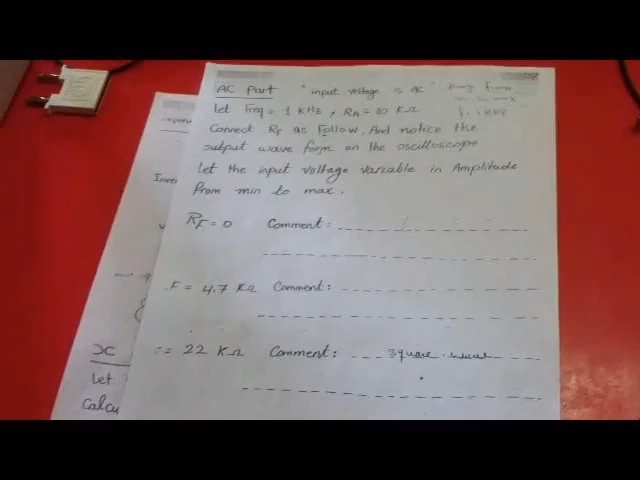 AC Part "input voltage is AC"
Let Freq = 1 KHz, RA = 10 KΩ
Connect RF as Follow. And notice the
output wave form on the oscilloscope
Let the input voltage variable in Amplitude
From min to max.
RF = 0 Comment:
F = 4.7 KΩ Comment:
= 22 KΩ Comment: square
DC
Let
Calcu